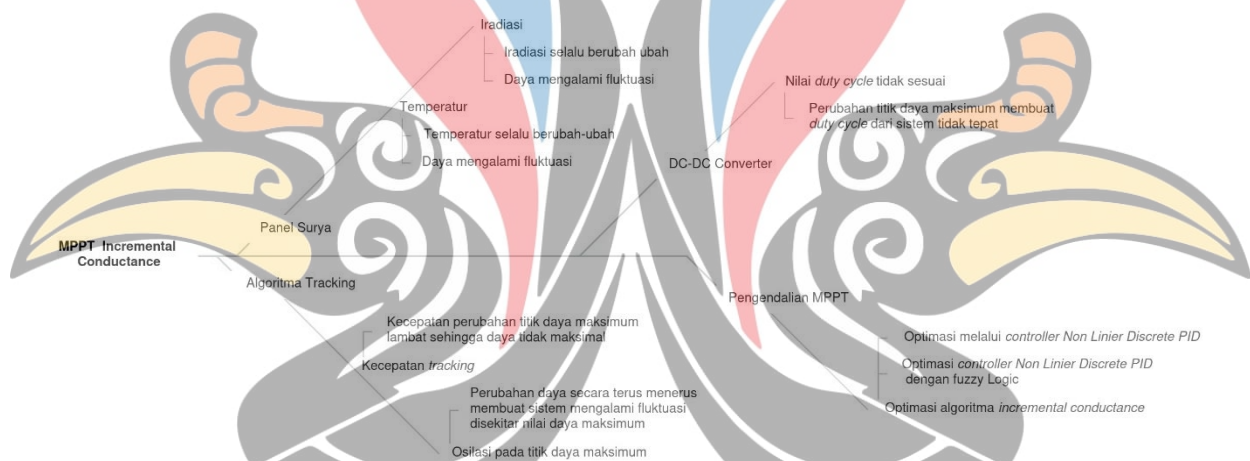 Iradiasi
Iradiasi selalu berubah ubah
Daya mengalami fluktuasi
Temperatur
Temperatur selalu berubah-ubah
Daya mengalami fluktuasi
Panel Surya
MPPT Incremental
Conductance
Algoritma Tracking
Kecepatan perubahan titik daya maksimum
lambat sehingga daya tidak maksimal
Kecepatan tracking
Perubahan daya secara terus menerus
membuat sistem mengalami fluktuasi
disekitar nilai daya maksimum
Osilasi pada titik daya maksimum
Nilai duty cycle tidak sesuai
Perubahan titik daya maksimum membuat
duty cycle dari sistem tidak tepat
DC-DC Converter
Pengendalian MPPT
Optimasi melalui controller Non Linier Discrete PID
Optimasi controller Non Linier Discrete PID
dengan fuzzy Logic
Optimasi algoritma incremental conductance